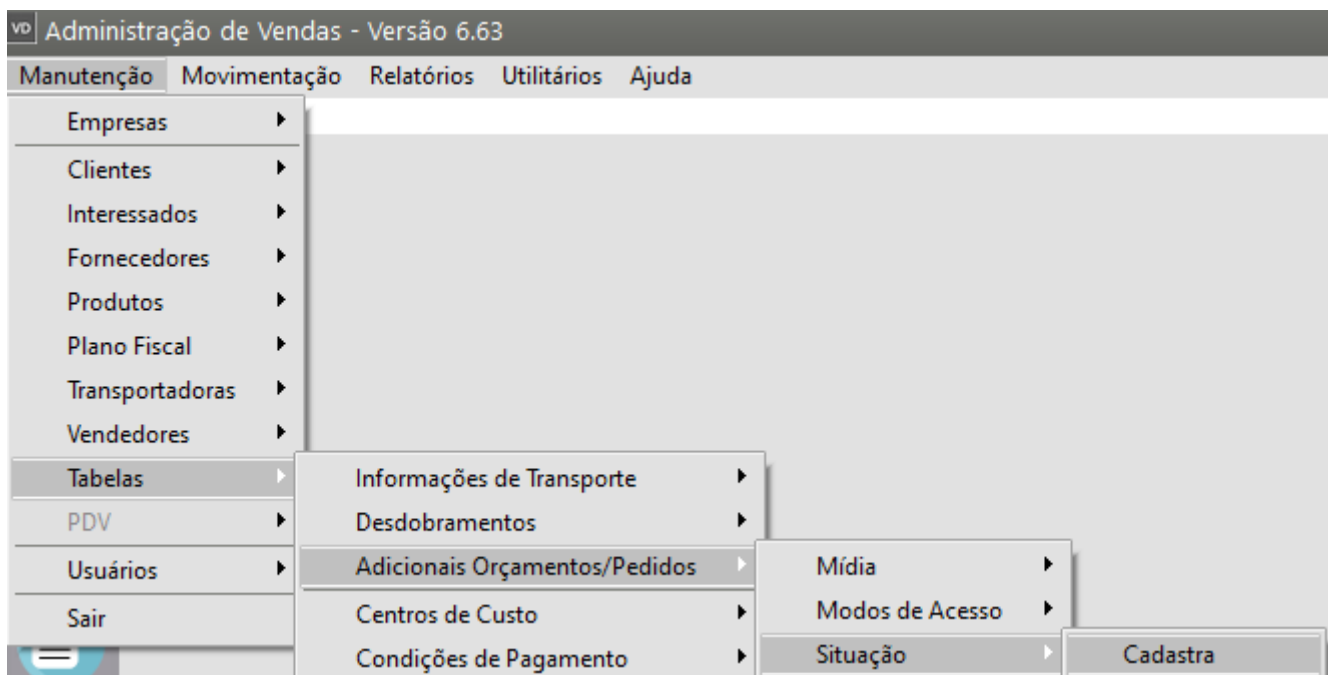 VD Administração de Vendas - Versão 6.63
Manutenção Movimentação Relatórios Utilitários Ajuda
Empresas
Clientes
Interessados
Fornecedores
Produtos
Plano Fiscal
Transportadoras
Vendedores
Tabelas
PDV
Usuários
Sair
Informações de Transporte
Desdobramentos
Adicionais Orçamentos/Pedidos
Centros de Custo
Condições de Pagamento
Mídia
Modos de Acesso
Situação
Cadastra